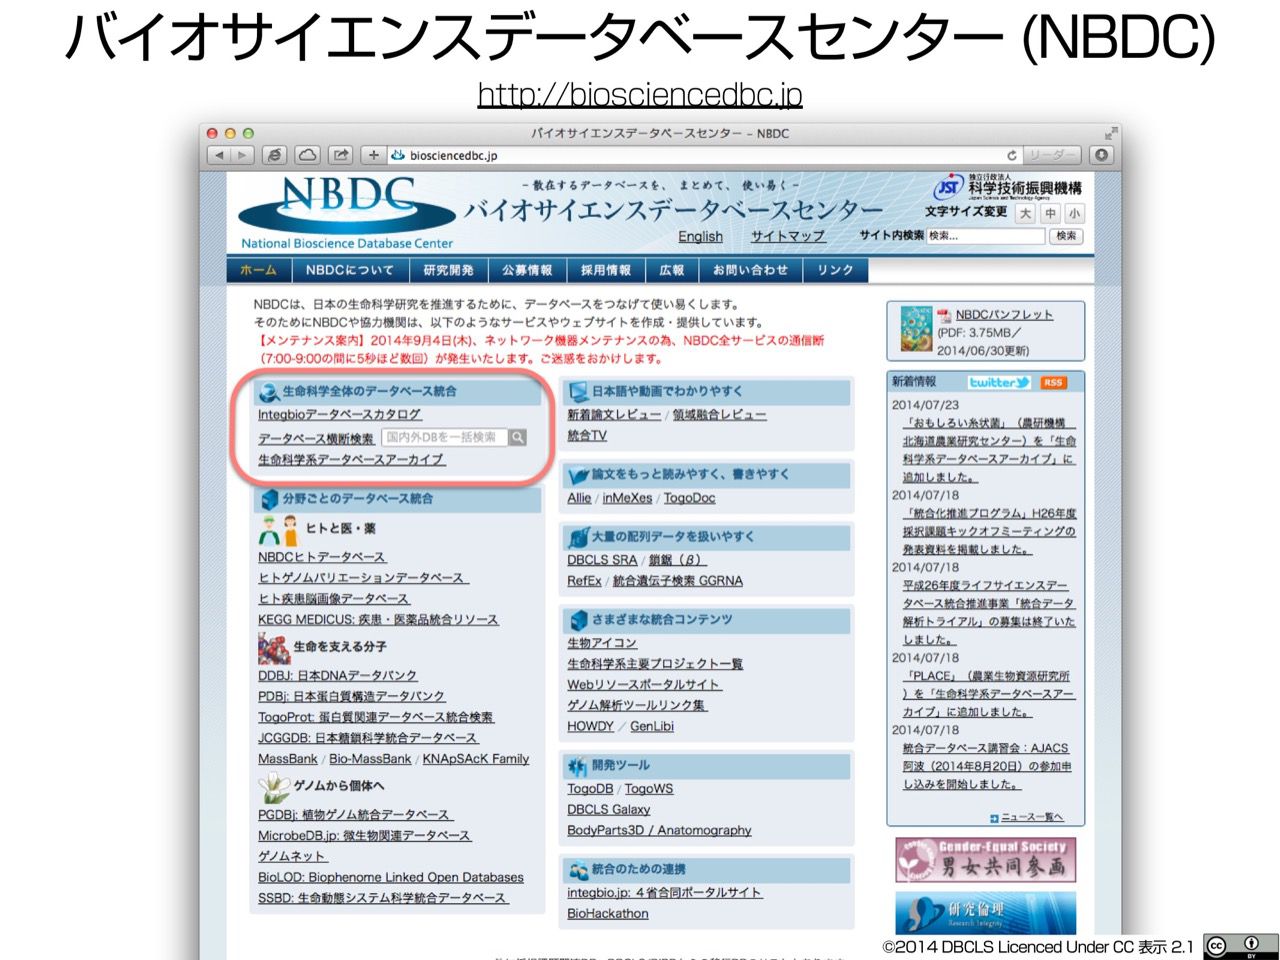 バイオサイエンスデータベースセンター (NBDC)
http://biosciencedbc.jp
バイオサイエンスデータベースセンター – NBDC
biosciencedbc.jp
リーダー
NBDC
National Bioscience Database Center
－散在するデータベースを、まとめて、使い易く－
バイオサイエンスデータベースセンター
English サイトマップ
JST 独立行政法人
科学技術振興機構
Japan Science and Technology Agency
文字サイズ変更 大 中 小
サイト内検索 検索... 検索
ホーム NBDCについて 研究開発 公募情報 採用情報 広報 お問い合わせ リンク
NBDCは、日本の生命科学研究を推進するために、データベースをつなげて使い易くします。
そのためにNBDCや協力機関は、以下のようなサービスやウェブサイトを作成・提供しています。
【メンテナンス案内】2014年9月4日(木)、ネットワーク機器メンテナンスの為、NBDC全サービスの通信断
（7:00-9:00の間に5秒ほど数回）が発生いたします。ご迷惑をおかけします。
生命科学全体のデータベース統合
Integbioデータベースカタログ
データベース横断検索 国内外DBを一括検索
生命科学系データベースアーカイブ
分野ごとのデータベース統合
ヒトと医・薬
NBDCヒトデータベース
ヒトゲノムバリエーションデータベース
ヒト疾患脳画像データベース
KEGG MEDICUS: 疾患・医薬品統合リソース
生命を支える分子
DDBJ: 日本DNAデータバンク
PDBj: 日本蛋白質構造データバンク
TogoProt: 蛋白質関連データベース統合検索
JCGGDB: 日本糖鎖科学統合データベース
MassBank / Bio-MassBank / KNApSAcK Family
ゲノムから個体へ
PGDBj: 植物ゲノム統合データベース
MicrobeDB.jp: 微生物関連データベース
ゲノムネット
BioLOD: Biophenome Linked Open Databases
SSBD: 生命動態システム科学統合データベース
日本語や動画でわかりやすく
新着論文レビュー / 領域融合レビュー
統合TV
論文をもっと読みやすく、書きやすく
Allie / inMeXes / TogoDoc
大量の配列データを扱いやすく
DBCLS SRA / 鎖鋸（β）
RefEx / 統合遺伝子検索 GGRNA
さまざまな統合コンテンツ
生物アイコン
生命科学系主要プロジェクト一覧
Webリソースポータルサイト
ゲノム解析ツールリンク集
HOWDY / GenLibi
開発ツール
TogoDB / TogoWS
DBCLS Galaxy
BodyParts3D / Anatomography
統合のための連携
integbio.jp: ４省合同ポータルサイト
BioHackathon
NBDCパンフレット
(PDF: 3.75MB／
2014/06/30更新)
新着情報 twitter RSS
2014/07/23
「おもしろい糸状菌」（農研機構
北海道農業研究センター）を「生命
科学系データベースアーカイブ」に
追加しました。
2014/07/18
「統合化推進プログラム」H26年度
採択課題キックオフミーティングの
発表資料を掲載しました。
2014/07/18
平成26年度ライフサイエンスデー
タベース統合推進事業「統合データ
解析トライアル」の募集は終了いた
しました。
2014/07/18
「PLACE」（農業生物資源研究所
）を「生命科学系データベースアー
カイブ」に追加しました。
2014/07/18
統合データベース講習会：AJACS
阿波（2014年8月20日）の参加申
し込みを開始しました。
ニュース一覧へ
Gender-Equal Society
男女共同参画
研究倫理
Research Integrity
©2014 DBCLS Licenced Under CC 表示 2.1
cc BY